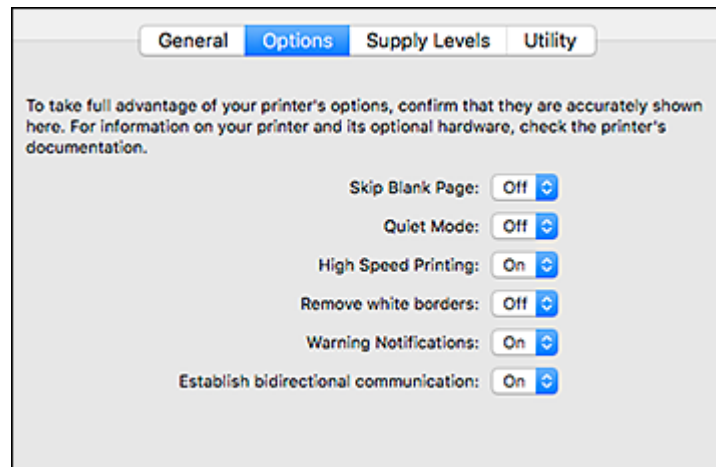 General Options Supply Levels Utility
To take full advantage of your printer's options, confirm that they are accurately shown
here. For information on your printer and its optional hardware, check the printer's
documentation.
Skip Blank Page: Off
Quiet Mode: Off
High Speed Printing: On
Remove white borders: Off
Warning Notifications: On
Establish bidirectional communication: On